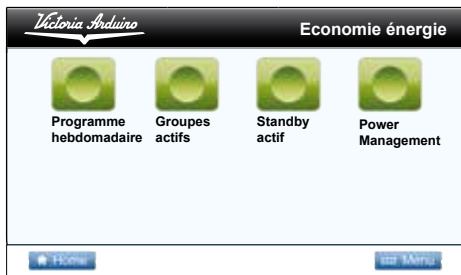 Victoria Arduino
Economie énergie
Programme
hebdomadaire
Groupes
actifs
Standby
actif
Power
Management
Home
Menu